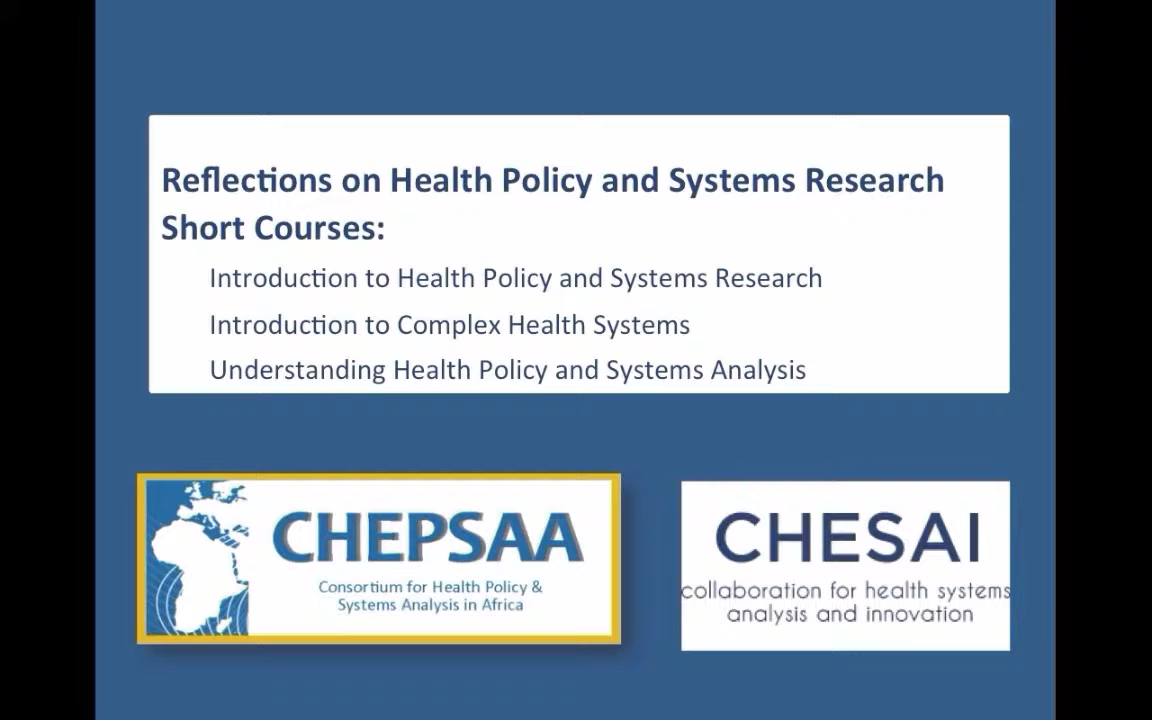 Reflections on Health Policy and Systems Research
Short Courses:
Introduction to Health Policy and Systems Research
Introduction to Complex Health Systems
Understanding Health Policy and Systems Analysis
CHEPSAA
Consortium for Health Policy &
Systems Analysis in Africa
CHESAI
collaboration for health systems
analysis and innovation